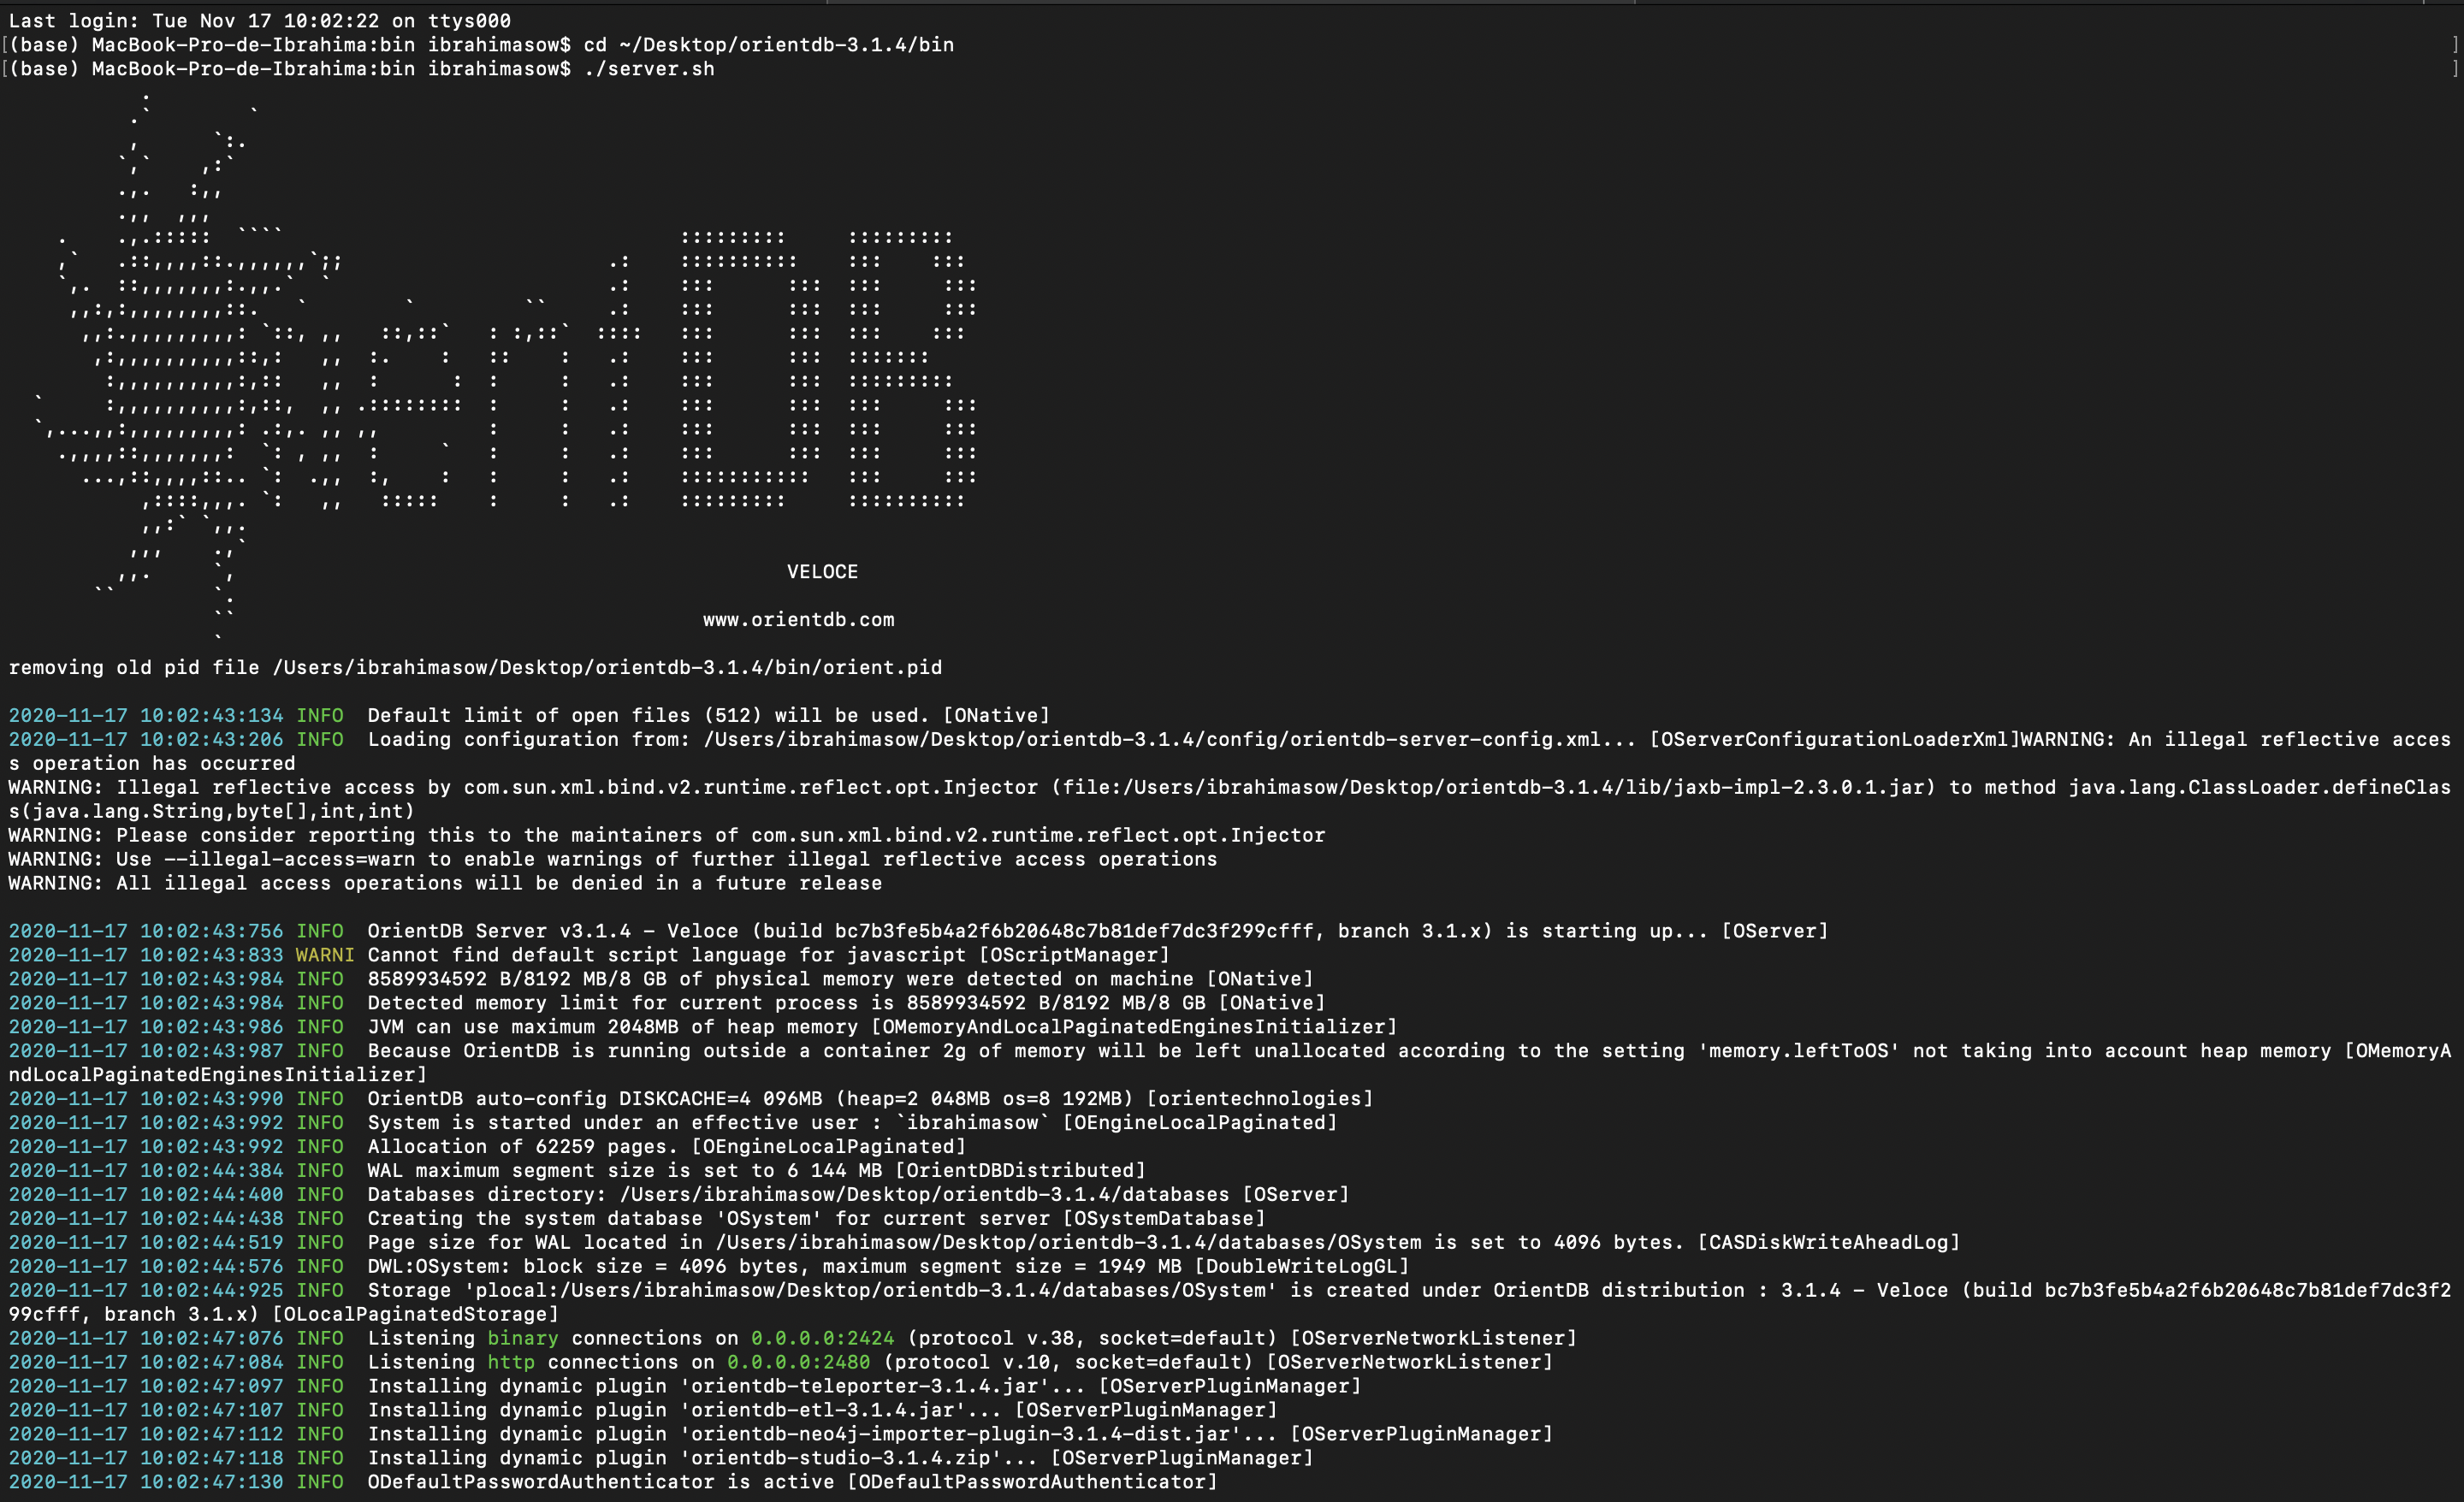 Last login: Tue Nov 17 10:02:22 on ttys000
[(base) MacBook-Pro-de-Ibrahima:bin ibrahimasow$ cd ~/Desktop/orientdb-3.1.4/bin ]
[(base) MacBook-Pro-de-Ibrahima:bin ibrahimasow$ ./server.sh ]
rientDB
VELOCE
www.orientdb.com
removing old pid file /Users/ibrahimasow/Desktop/orientdb-3.1.4/bin/orient.pid
2020-11-17 10:02:43:134 INFO  Default limit of open files (512) will be used. [ONative]
2020-11-17 10:02:43:206 INFO  Loading configuration from: /Users/ibrahimasow/Desktop/orientdb-3.1.4/config/orientdb-server-config.xml... [OServerConfigurationLoaderXml]WARNING: An illegal reflective acces
s operation has occurred
WARNING: Illegal reflective access by com.sun.xml.bind.v2.runtime.reflect.opt.Injector (file:/Users/ibrahimasow/Desktop/orientdb-3.1.4/lib/jaxb-impl-2.3.0.1.jar) to method java.lang.ClassLoader.defineClas
s(java.lang.String,byte[],int,int)
WARNING: Please consider reporting this to the maintainers of com.sun.xml.bind.v2.runtime.reflect.opt.Injector
WARNING: Use --illegal-access=warn to enable warnings of further illegal reflective access operations
WARNING: All illegal access operations will be denied in a future release
2020-11-17 10:02:43:756 INFO  OrientDB Server v3.1.4 - Veloce (build bc7b3fe5b4a2f6b20648c7b81def7dc3f299cfff, branch 3.1.x) is starting up... [OServer]
2020-11-17 10:02:43:833 WARNI Cannot find default script language for javascript [OScriptManager]
2020-11-17 10:02:43:984 INFO  8589934592 B/8192 MB/8 GB of physical memory were detected on machine [ONative]
2020-11-17 10:02:43:984 INFO  Detected memory limit for current process is 8589934592 B/8192 MB/8 GB [ONative]
2020-11-17 10:02:43:986 INFO  JVM can use maximum 2048MB of heap memory [OMemoryAndLocalPaginatedEnginesInitializer]
2020-11-17 10:02:43:987 INFO  Because OrientDB is running outside a container 2g of memory will be left unallocated according to the setting 'memory.leftToOS' not taking into account heap memory [OMemoryA
ndLocalPaginatedEnginesInitializer]
2020-11-17 10:02:43:990 INFO  OrientDB auto-config DISKCACHE=4 096MB (heap=2 048MB os=8 192MB) [orientechnologies]
2020-11-17 10:02:43:992 INFO  System is started under an effective user : `ibrahimasow` [OEngineLocalPaginated]
2020-11-17 10:02:43:992 INFO  Allocation of 62259 pages. [OEngineLocalPaginated]
2020-11-17 10:02:44:384 INFO  WAL maximum segment size is set to 6 144 MB [OrientDBDistributed]
2020-11-17 10:02:44:400 INFO  Databases directory: /Users/ibrahimasow/Desktop/orientdb-3.1.4/databases [OServer]
2020-11-17 10:02:44:438 INFO  Creating the system database 'OSystem' for current server [OSystemDatabase]
2020-11-17 10:02:44:519 INFO  Page size for WAL located in /Users/ibrahimasow/Desktop/orientdb-3.1.4/databases/OSystem is set to 4096 bytes. [CASDiskWriteAheadLog]
2020-11-17 10:02:44:576 INFO  DWL:OSystem: block size = 4096 bytes, maximum segment size = 1949 MB [DoubleWriteLogGL]
2020-11-17 10:02:44:925 INFO  Storage 'plocal:/Users/ibrahimasow/Desktop/orientdb-3.1.4/databases/OSystem' is created under OrientDB distribution : 3.1.4 - Veloce (build bc7b3fe5b4a2f6b20648c7b81def7dc3f2
99cfff, branch 3.1.x) [OLocalPaginatedStorage]
2020-11-17 10:02:47:076 INFO  Listening binary connections on 0.0.0.0:2424 (protocol v.38, socket=default) [OServerNetworkListener]
2020-11-17 10:02:47:084 INFO  Listening http connections on 0.0.0.0:2480 (protocol v.10, socket=default) [OServerNetworkListener]
2020-11-17 10:02:47:097 INFO  Installing dynamic plugin 'orientdb-teleporter-3.1.4.jar'... [OServerPluginManager]
2020-11-17 10:02:47:107 INFO  Installing dynamic plugin 'orientdb-etl-3.1.4.jar'... [OServerPluginManager]
2020-11-17 10:02:47:112 INFO  Installing dynamic plugin 'orientdb-neo4j-importer-plugin-3.1.4-dist.jar'... [OServerPluginManager]
2020-11-17 10:02:47:118 INFO  Installing dynamic plugin 'orientdb-studio-3.1.4.zip'... [OServerPluginManager]
2020-11-17 10:02:47:130 INFO  ODefaultPasswordAuthenticator is active [ODefaultPasswordAuthenticator]